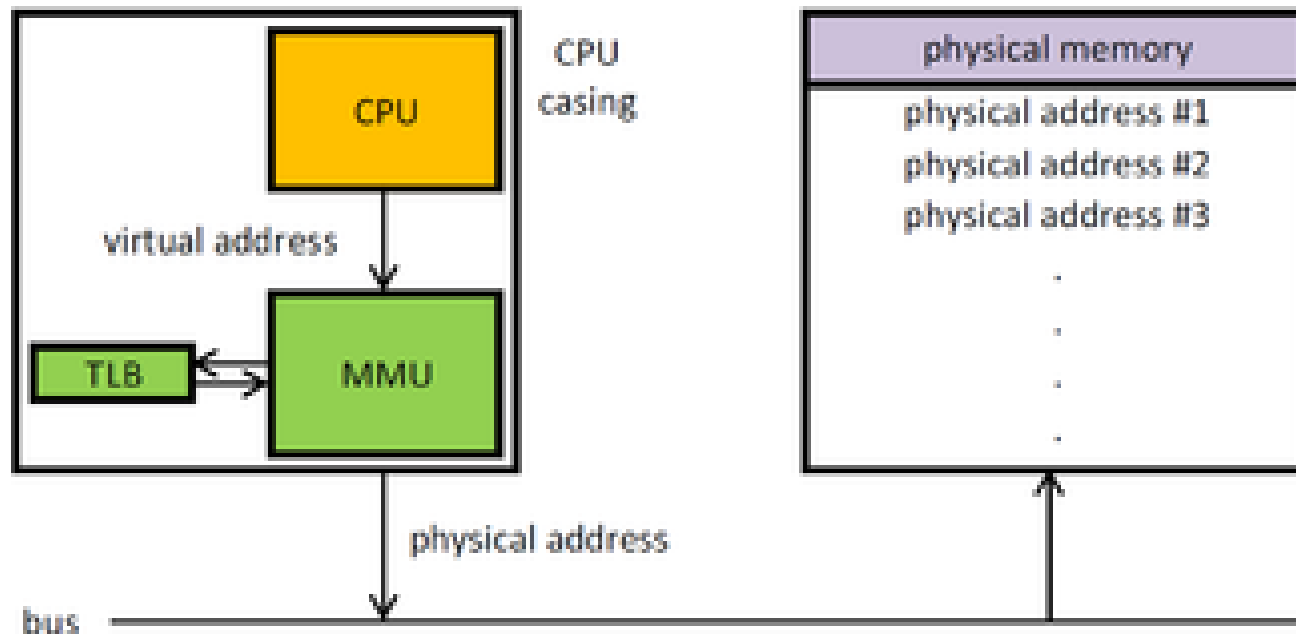 CPU
CPU
casing
virtual address
TLB
MMU
physical address
bus
physical memory
physical address #1
physical address #2
physical address #3
.
.
.
.